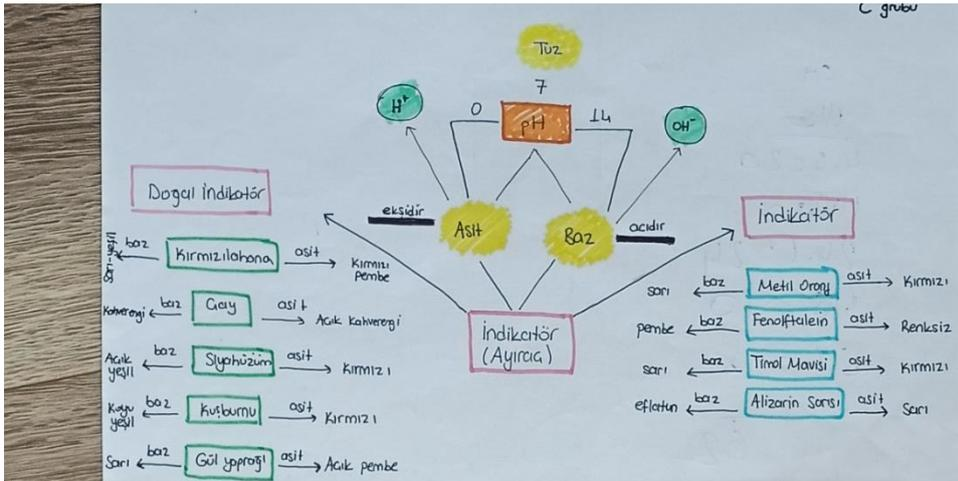 C grubu
Tuz
7
H+
0
pH
14
OH-
Doğal İndikatör
ekşidir
Asit
Baz
acıdır
İndikatör
Sarı-yeşil
baz
Kırmızılahana
asit
Kırmızı
pembe
Kahverengi
baz
Çay
asit
Açık kahverengi
Açık
yeşil
baz
Siyahüzüm
asit
Kırmızı
Koyu
yeşil
baz
Kuşburnu
asit
Kırmızı
Sarı
baz
Gül yaprağı
asit
Açık pembe
İndikatör
(Ayıraç)
sarı
baz
Metil Oranj
asit
Kırmızı
pembe
baz
Fenolftalein
asit
Renksiz
sarı
baz
Timol Mavisi
asit
Kırmızı
eflatun
baz
Alizarin Sarısı
asit
Sarı